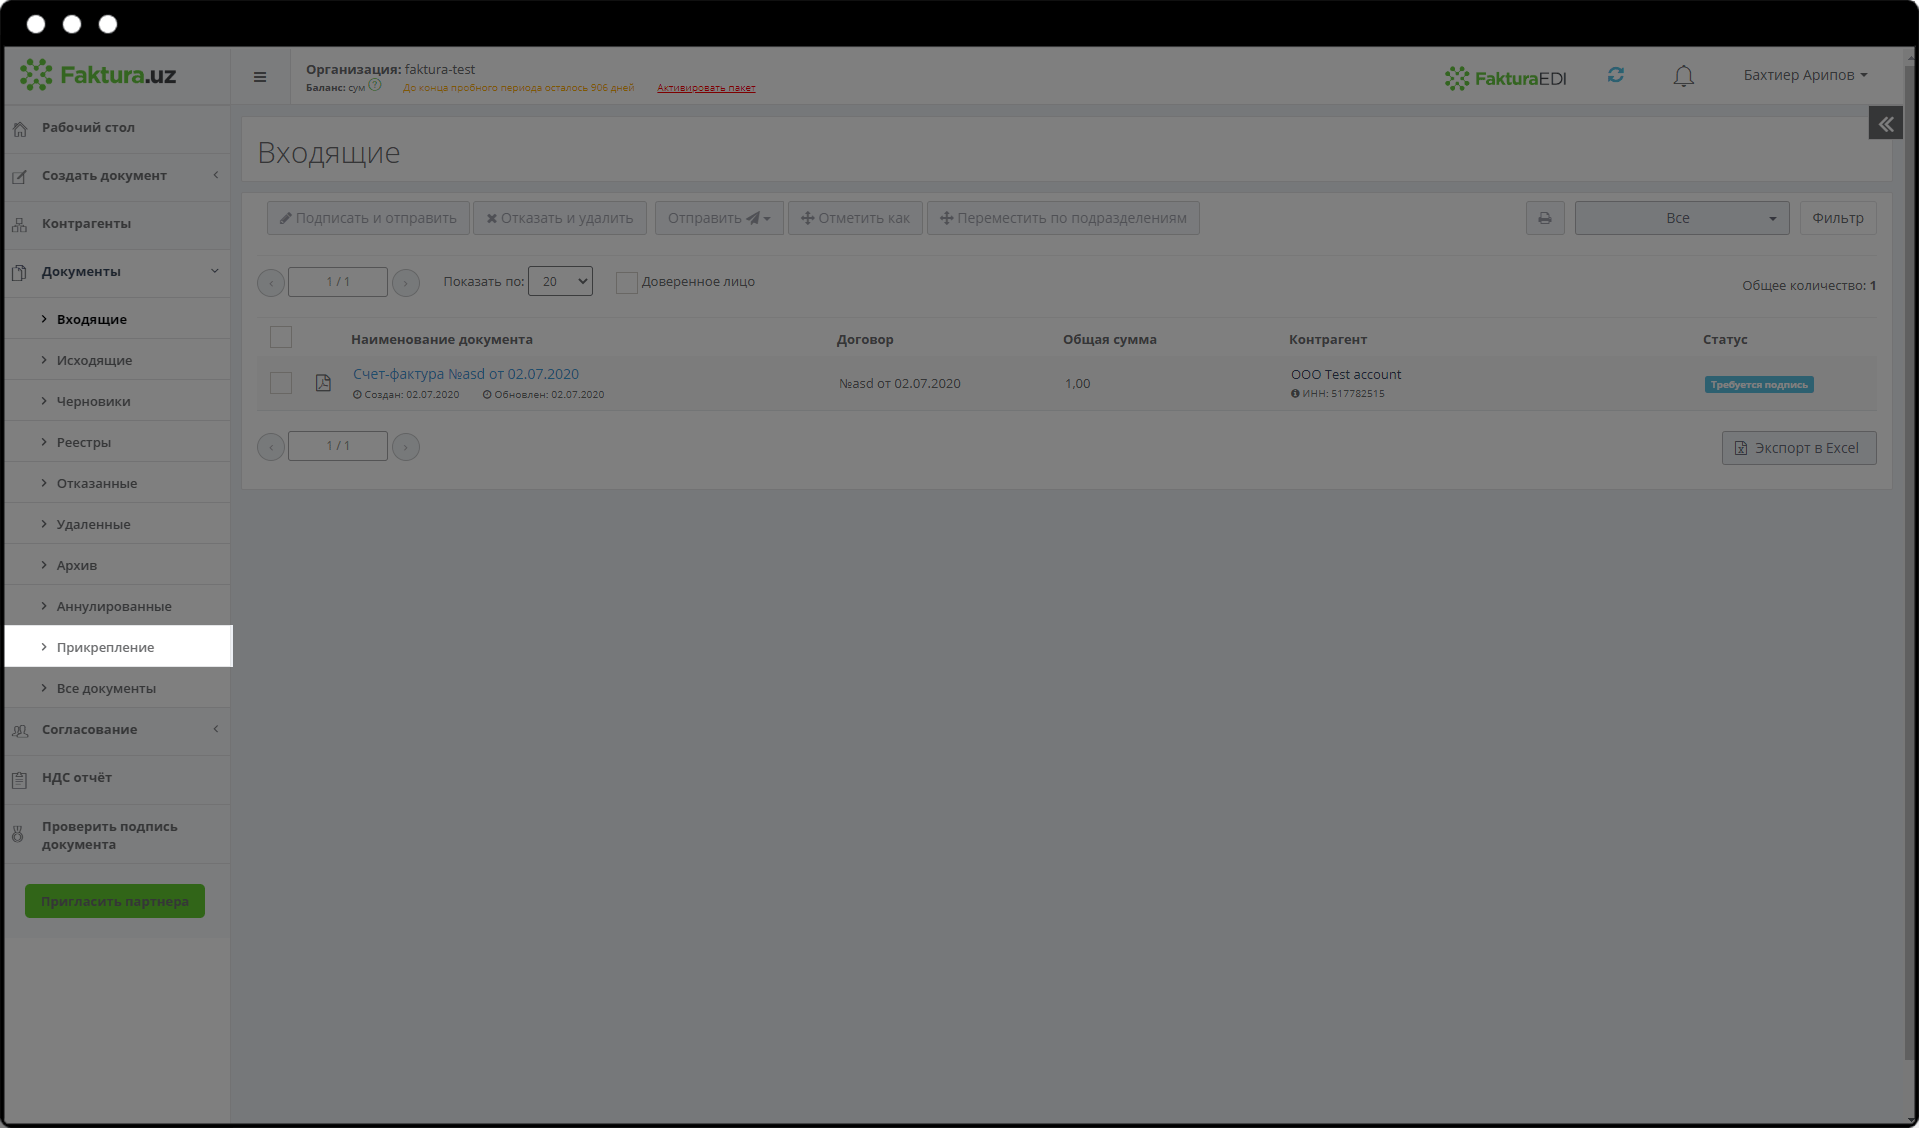 Faktura.uz
Организация: faktura-test
Баланс: сум ? До конца пробного периода осталось 906 дней Активировать пакет
FakturaEDI
Бахтиер Арипов
Рабочий стол
Создать документ
Контрагенты
Документы
Входящие
Исходящие
Черновики
Реестры
Отказанные
Удаленные
Архив
Аннулированные
Прикрепление
Все документы
Согласование
НДС отчёт
Проверить подпись
документа
Пригласить партнера
Входящие
Подписать и отправить Отказать и удалить Отправить Отметить как Переместить по подразделениям Все Фильтр
1 / 1 Показать по: 20 Доверенное лицо Общее количество: 1
Наименование документа Договор Общая сумма Контрагент Статус
Счет-фактура №asd от 02.07.2020 №asd от 02.07.2020 1,00 ООО Test account Требуется подпись
Создан: 02.07.2020 Обновлен: 02.07.2020 ИНН: 517782515
1 / 1 Экспорт в Excel